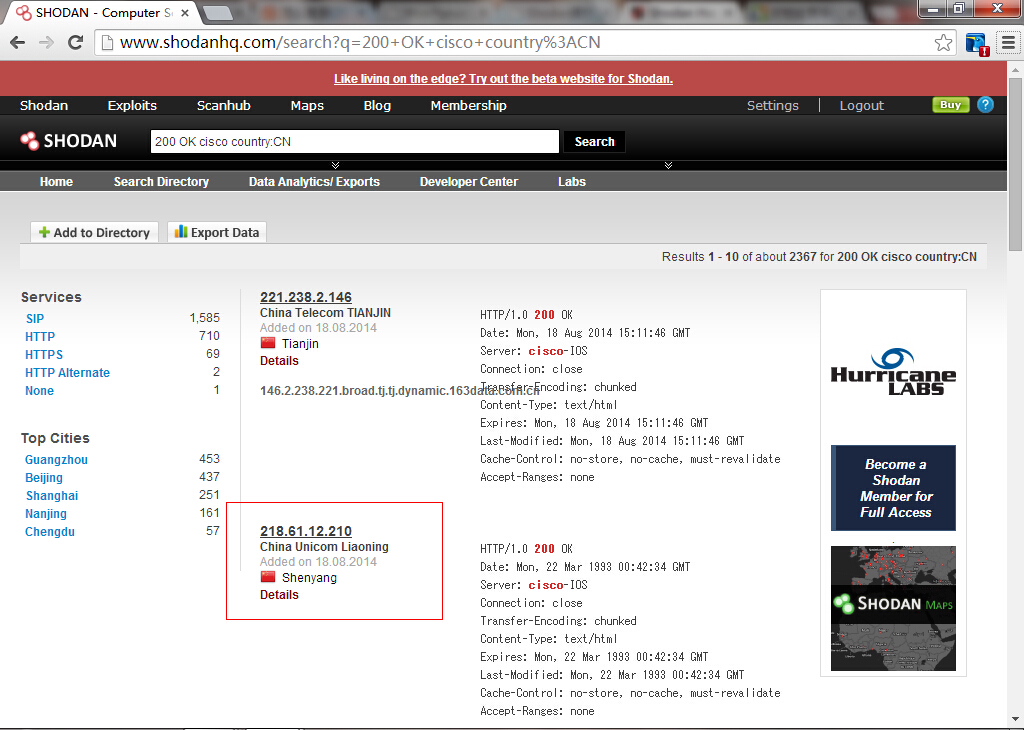 SHODAN - Computer S
www.shodanhq.com/search?q=200+OK+cisco+country%3ACN
Like living on the edge? Try out the beta website for Shodan.
Shodan Exploits Scanhub Maps Blog Membership Settings | Logout Buy ?
SHODAN 200 OK cisco country:CN Search
Home Search Directory Data Analytics/ Exports Developer Center Labs
Add to Directory Export Data
Results 1 - 10 of about 2367 for 200 OK cisco country:CN
Services
SIP 1,585
HTTP 710
HTTPS 69
HTTP Alternate 2
None 1
Top Cities
Guangzhou 453
Beijing 437
Shanghai 251
Nanjing 161
Chengdu 57
221.238.2.146
China Telecom TIANJIN
Added on 18.08.2014
Tianjin
Details
146.2.238.221.broad.tj.tj.dynamic.163data.com.cn
HTTP/1.0 200 OK
Date: Mon, 18 Aug 2014 15:11:46 GMT
Server: cisco-IOS
Connection: close
Transfer-Encoding: chunked
Content-Type: text/html
Expires: Mon, 18 Aug 2014 15:11:46 GMT
Last-Modified: Mon, 18 Aug 2014 15:11:46 GMT
Cache-Control: no-store, no-cache, must-revalidate
Accept-Ranges: none
218.61.12.210
China Unicom Liaoning
Added on 18.08.2014
Shenyang
Details
HTTP/1.0 200 OK
Date: Mon, 22 Mar 1993 00:42:34 GMT
Server: cisco-IOS
Connection: close
Transfer-Encoding: chunked
Content-Type: text/html
Expires: Mon, 22 Mar 1993 00:42:34 GMT
Last-Modified: Mon, 22 Mar 1993 00:42:34 GMT
Cache-Control: no-store, no-cache, must-revalidate
Accept-Ranges: none
HURRICANE
LABS
Become a
Shodan
Member for
Full Access
SHODAN MAPS